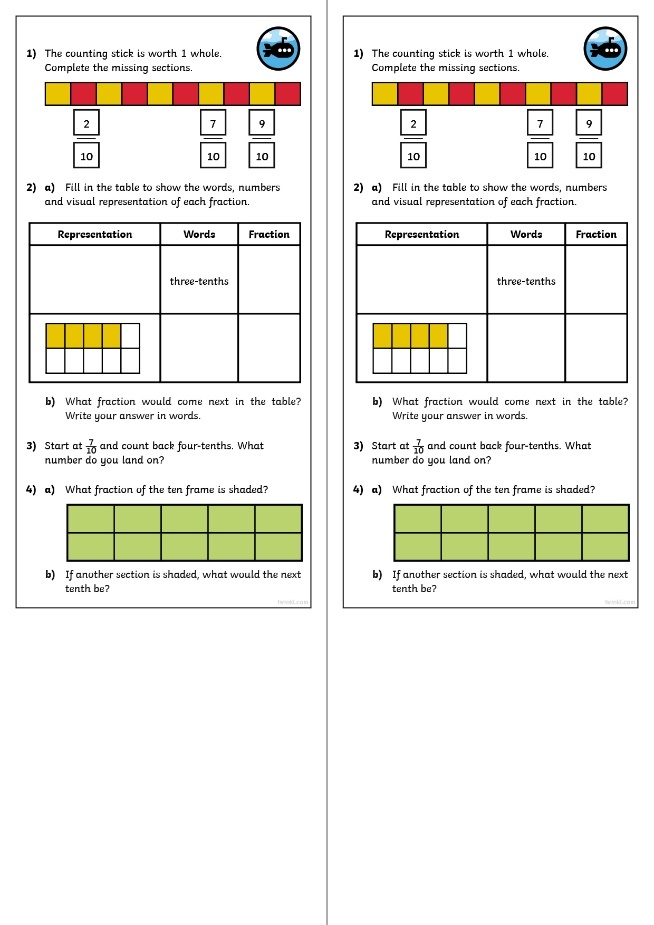 1) The counting stick is worth 1 whole.
Complete the missing sections.
2 7 9
10 10 10
2) a) Fill in the table to show the words, numbers
and visual representation of each fraction.
Representation Words Fraction
three-tenths
b) What fraction would come next in the table?
Write your answer in words.
3) Start at 7/10 and count back four-tenths. What
number do you land on?
4) a) What fraction of the ten frame is shaded?
b) If another section is shaded, what would the next
tenth be?
twinkl.com
1) The counting stick is worth 1 whole.
Complete the missing sections.
2 7 9
10 10 10
2) a) Fill in the table to show the words, numbers
and visual representation of each fraction.
Representation Words Fraction
three-tenths
b) What fraction would come next in the table?
Write your answer in words.
3) Start at 7/10 and count back four-tenths. What
number do you land on?
4) a) What fraction of the ten frame is shaded?
b) If another section is shaded, what would the next
tenth be?
twinkl.com